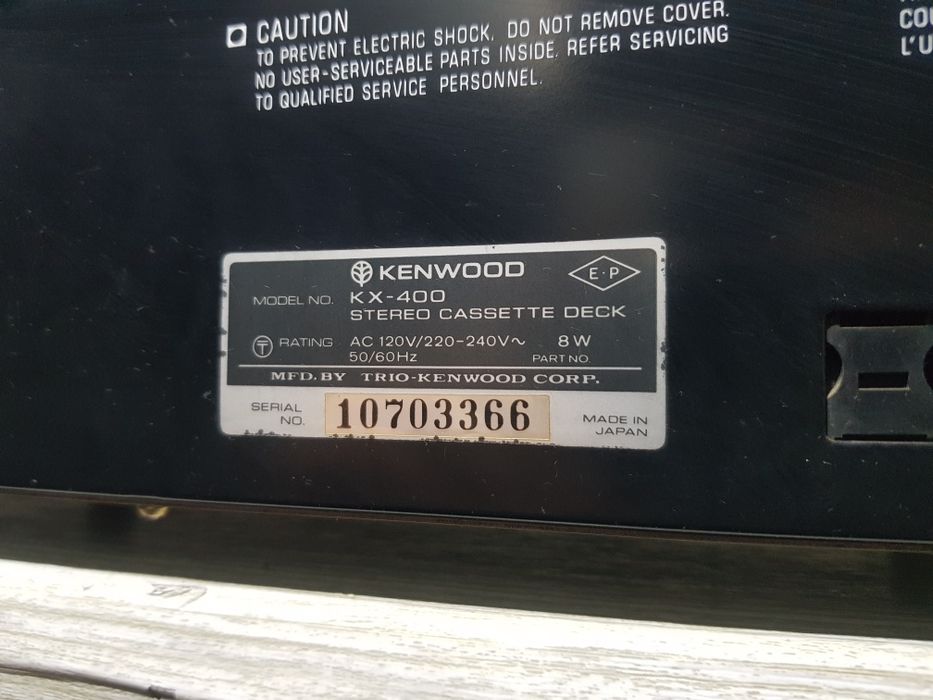 CAUTION
TO PREVENT ELECTRIC SHOCK, DO NOT REMOVE COVER.
NO USER-SERVICEABLE PARTS INSIDE. REFER SERVICING
TO QUALIFIED SERVICE PERSONNEL.
COU
L'U
KENWOOD
E·P
MODEL NO. KX-400
STEREO CASSETTE DECK
T RATING AC 120V/220-240V~ 8W
50/60Hz PART NO.
MFD. BY TRIO-KENWOOD CORP.
SERIAL NO. 10703366
MADE IN JAPAN